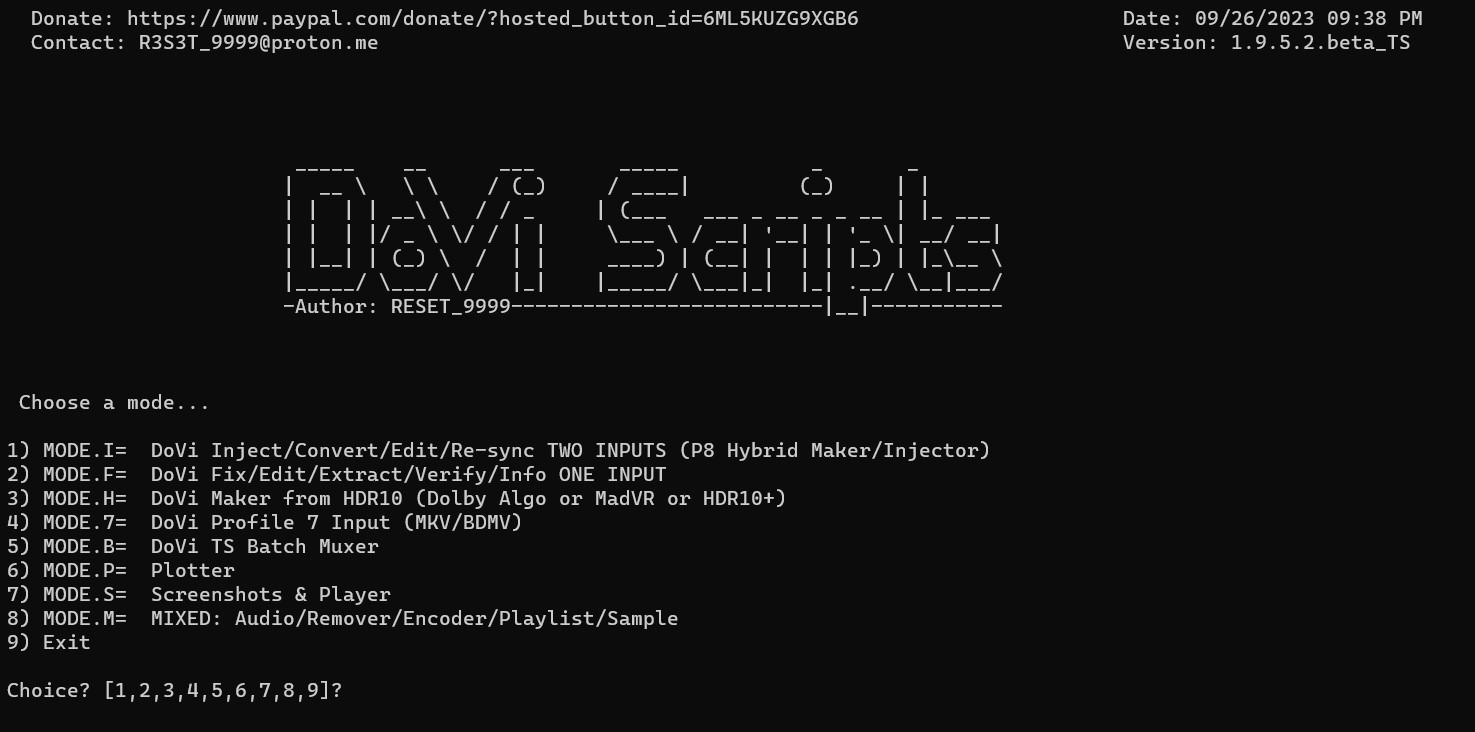 Donate: https://www.paypal.com/donate/?hosted_button_id=6ML5KUZG9XGB6
Date: 09/26/2023 09:38 PM
Contact: R3S3T_9999@proton.me
Version: 1.9.5.2.beta_TS
DoVi Scripts
-Author: RESET_9999-
Choose a mode...
1) MODE.I=  DoVi Inject/Convert/Edit/Re-sync TWO INPUTS (P8 Hybrid Maker/Injector)
2) MODE.F=  DoVi Fix/Edit/Extract/Verify/Info ONE INPUT
3) MODE.H=  DoVi Maker from HDR10 (Dolby Algo or MadVR or HDR10+)
4) MODE.7=  DoVi Profile 7 Input (MKV/BDMV)
5) MODE.B=  DoVi TS Batch Muxer
6) MODE.P=  Plotter
7) MODE.S=  Screenshots & Player
8) MODE.M=  MIXED: Audio/Remover/Encoder/Playlist/Sample
9) Exit
Choice? [1,2,3,4,5,6,7,8,9]?